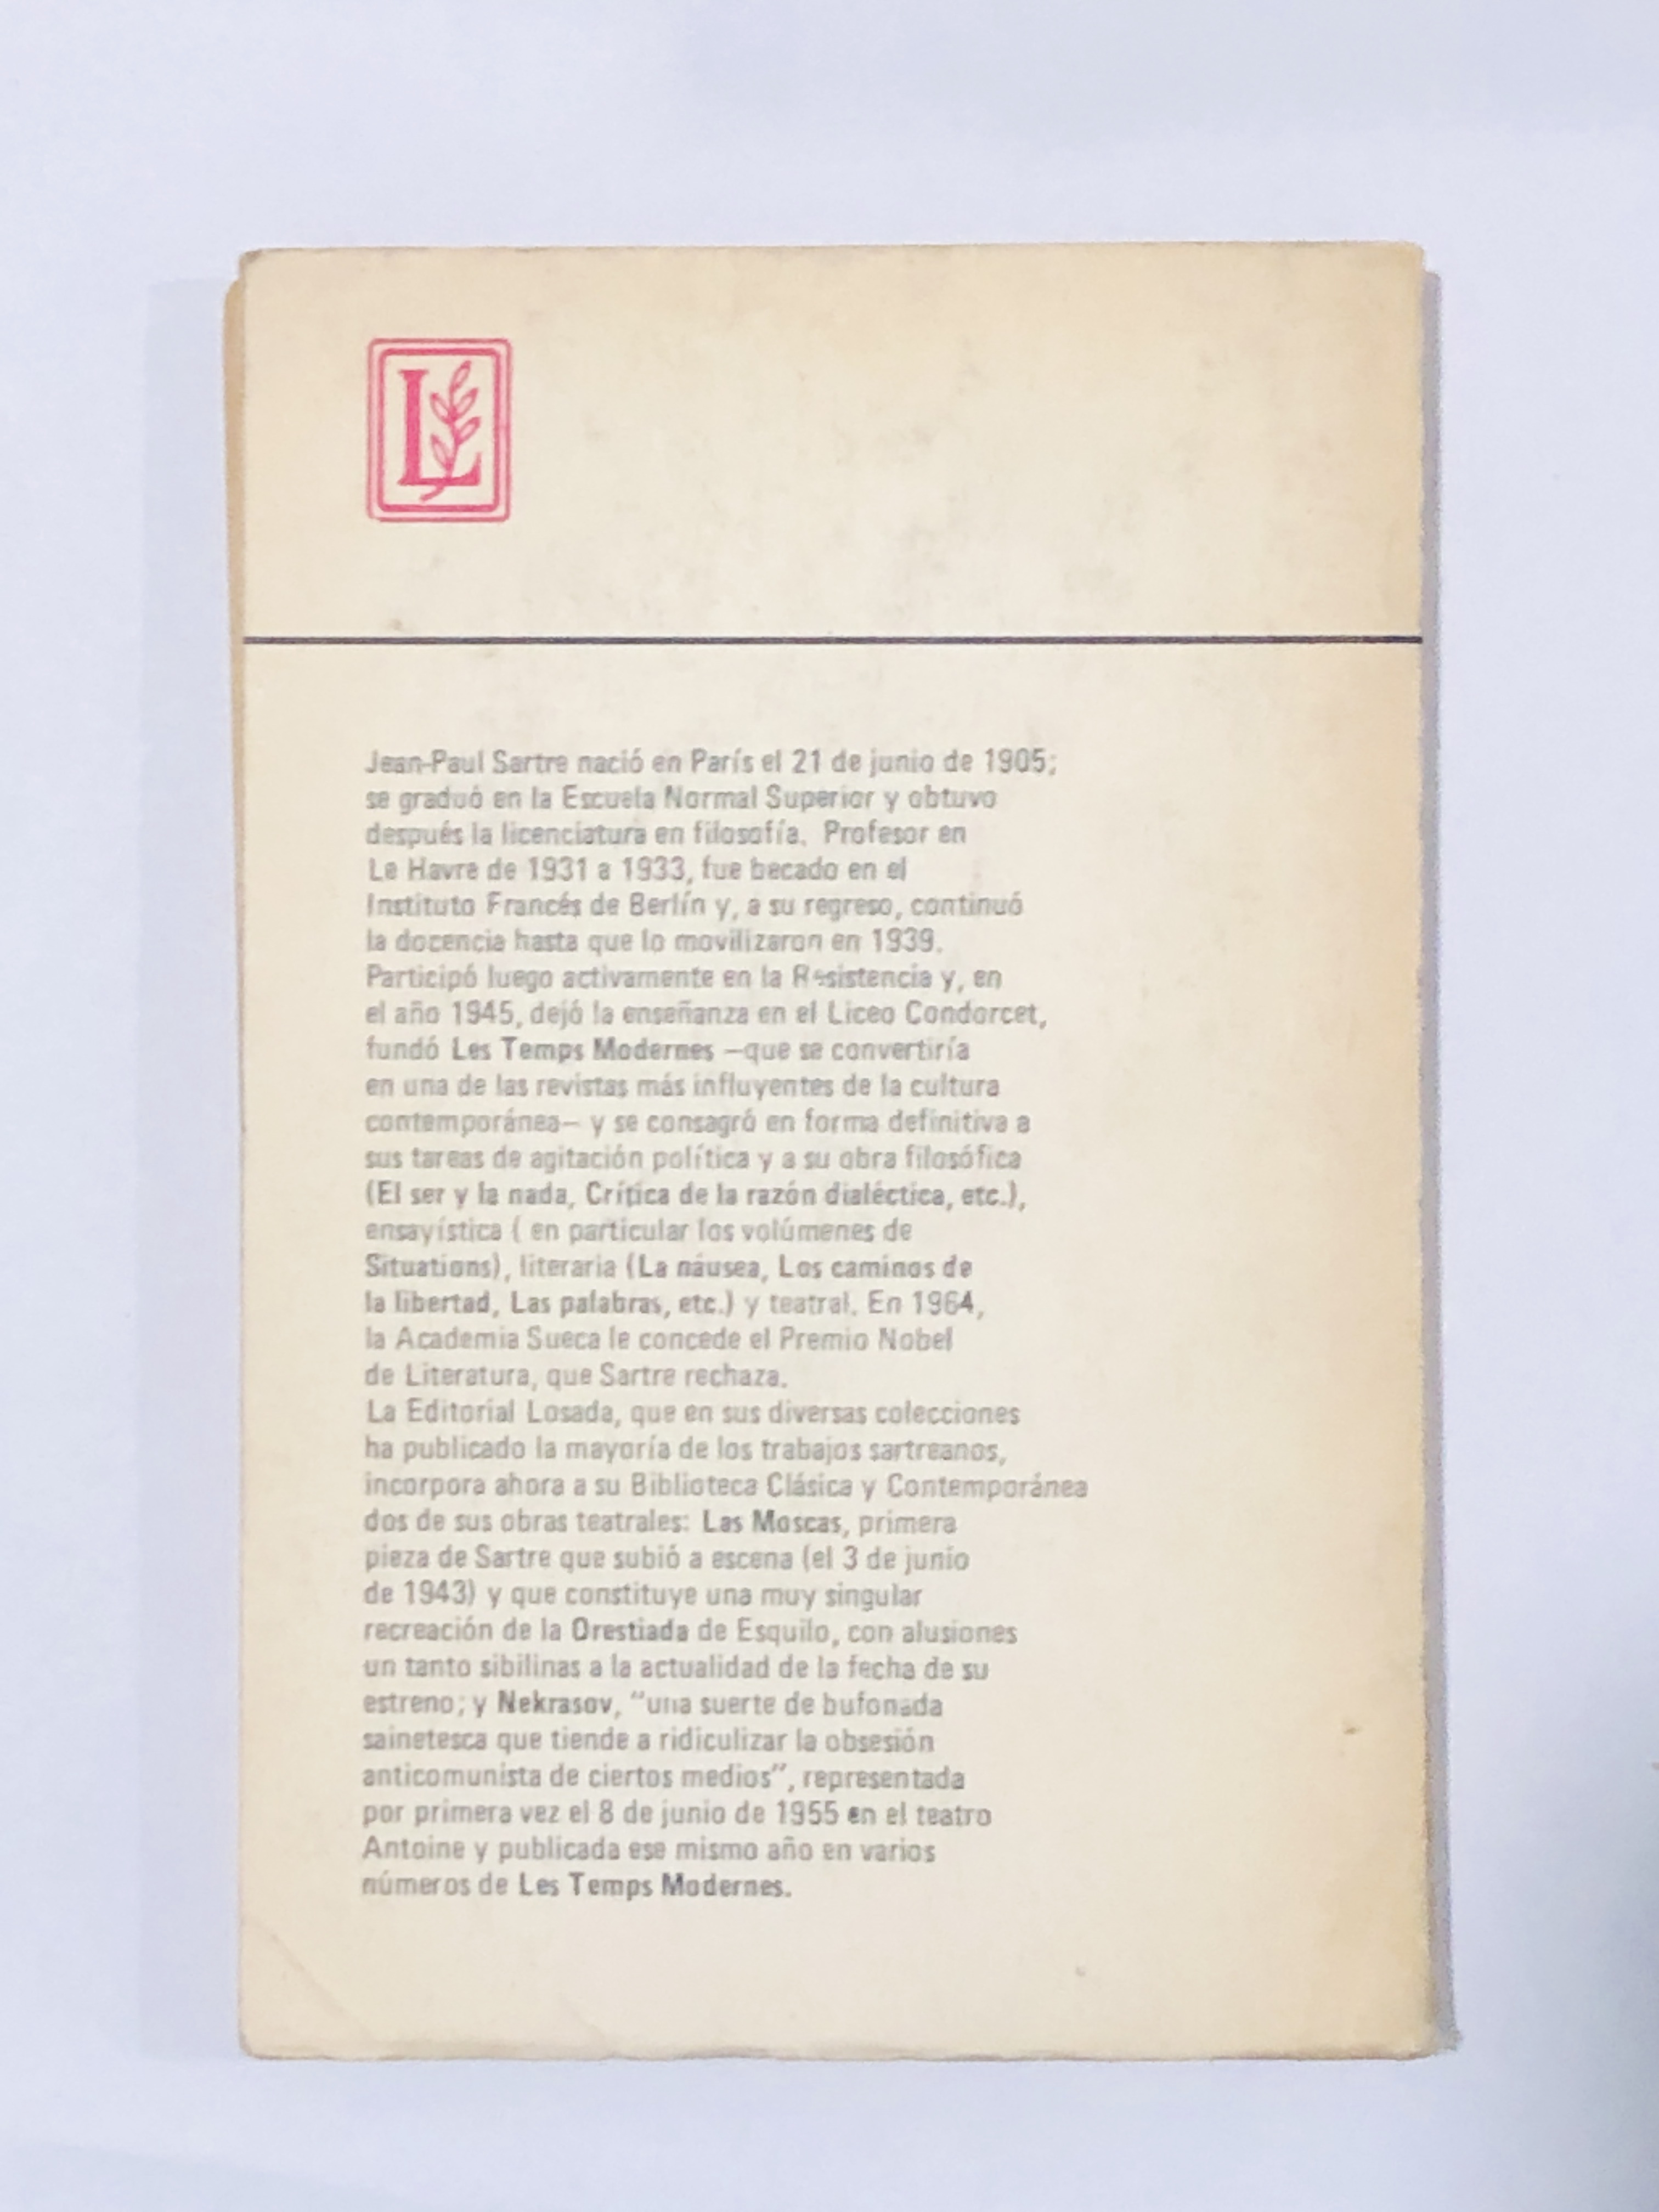 L
Jean-Paul Sartre nació en París el 21 de junio de 1905;
se graduó en la Escuela Normal Superior y obtuvo
después la licenciatura en filosofía. Profesor en
Le Havre de 1931 a 1933, fue becado en el
Instituto Francés de Berlín y, a su regreso, continuó
la docencia hasta que lo movilizaron en 1939.
Participó luego activamente en la Resistencia y, en
el año 1945, dejó la enseñanza en el Liceo Condorcet,
fundó Les Temps Modernes —que se convertiría
en una de las revistas más influyentes de la cultura
contemporánea— y se consagró en forma definitiva a
sus tareas de agitación política y a su obra filosófica
(El ser y la nada, Crítica de la razón dialéctica, etc.),
ensayística ( en particular los volúmenes de
Situations), literaria (La náusea, Los caminos de
la libertad, Las palabras, etc.) y teatral. En 1964,
la Academia Sueca le concede el Premio Nobel
de Literatura, que Sartre rechaza.
La Editorial Losada, que en sus diversas colecciones
ha publicado la mayoría de los trabajos sartreanos,
incorpora ahora a su Biblioteca Clásica y Contemporánea
dos de sus obras teatrales: Las Moscas, primera
pieza de Sartre que subió a escena (el 3 de junio
de 1943) y que constituye una muy singular
recreación de la Orestiada de Esquilo, con alusiones
un tanto sibilinas a la actualidad de la fecha de su
estreno; y Nekrasov, "una suerte de bufonada
sainetesca que tiende a ridiculizar la obsesión
anticomunista de ciertos medios", representada
por primera vez el 8 de junio de 1955 en el teatro
Antoine y publicada ese mismo año en varios
números de Les Temps Modernes.